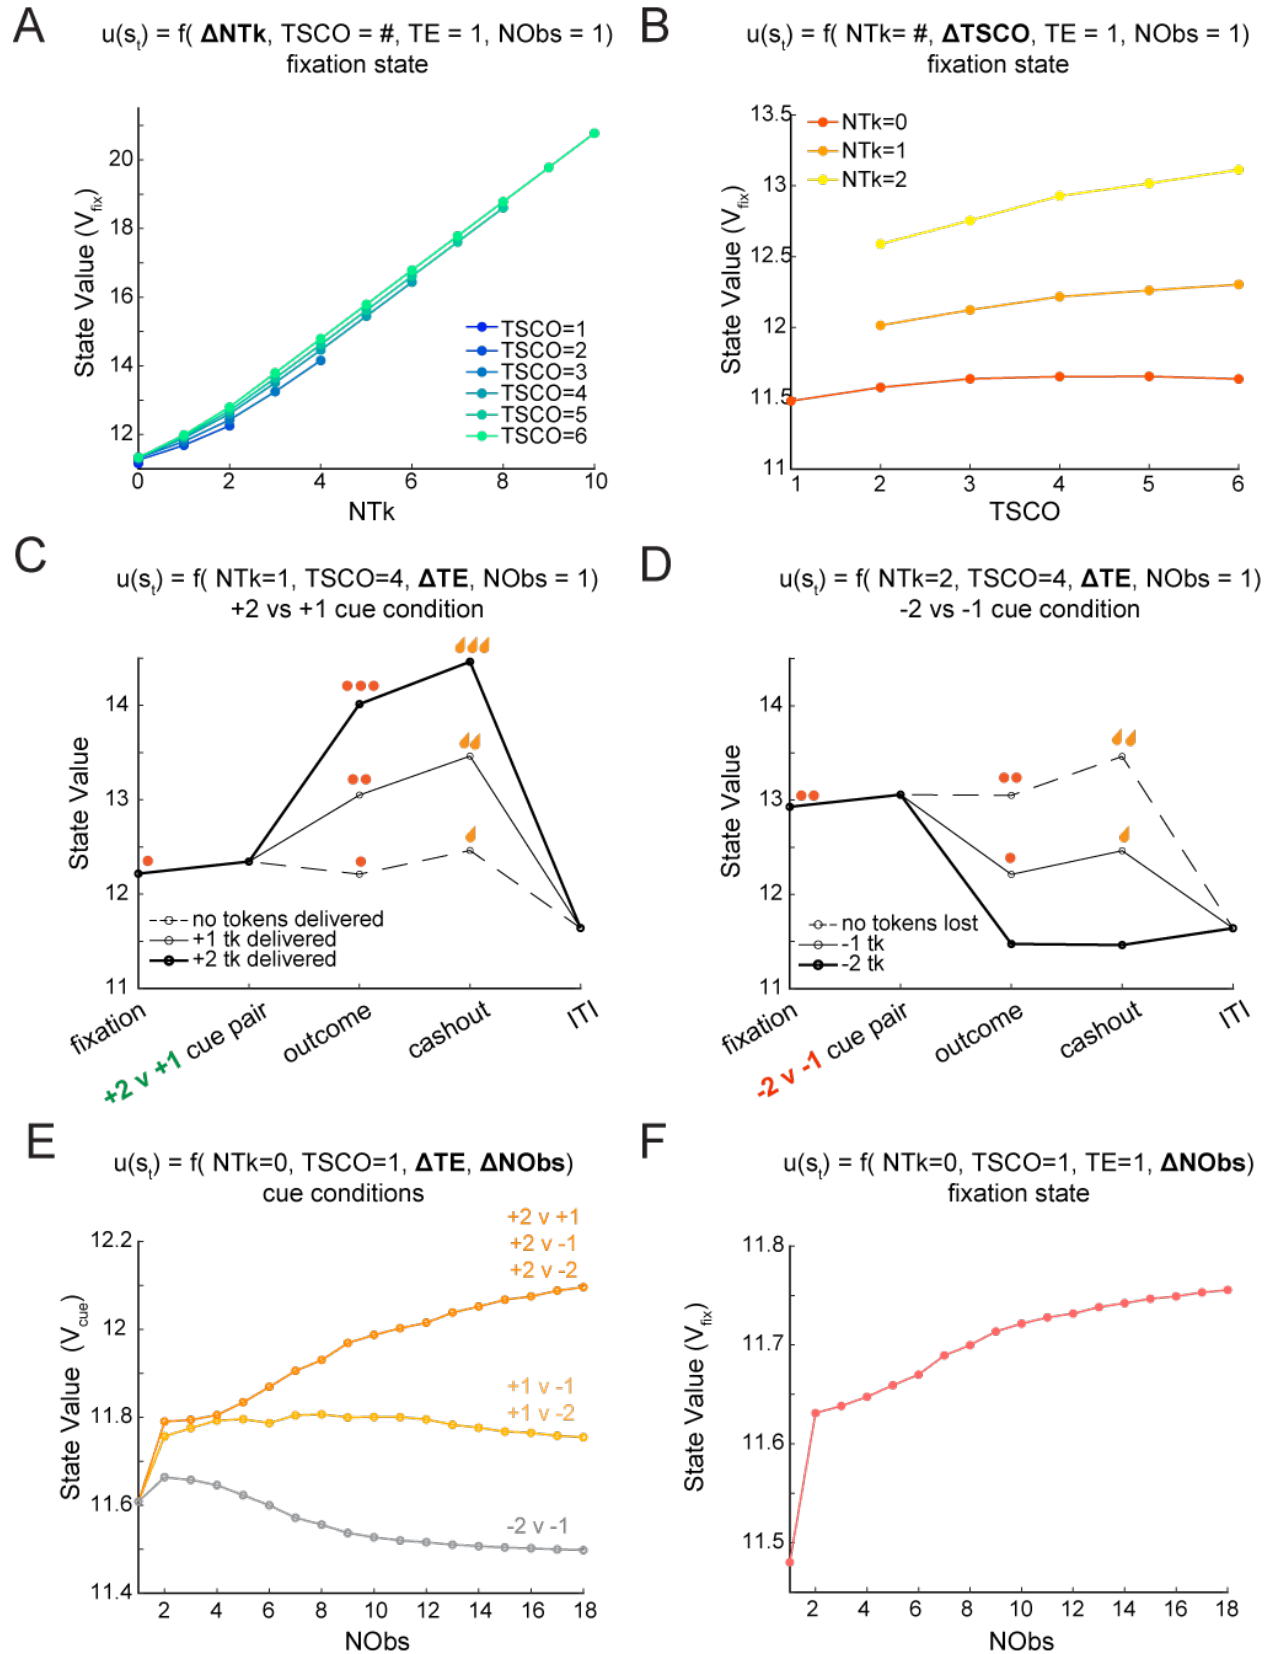 A
u(st) = f( ΔNTk, TSCO = #, TE = 1, NObs = 1)
fixation state
State Value (Vfix)
20
18
16
14
12
0 2 4 6 8 10
NTk
TSCO=1
TSCO=2
TSCO=3
TSCO=4
TSCO=5
TSCO=6
B
u(st) = f( NTk= #, ΔTSCO, TE = 1, NObs = 1)
fixation state
State Value (Vfix)
13.5
13
12.5
12
11.5
11
1 2 3 4 5 6
TSCO
NTk=0
NTk=1
NTk=2
C
u(st) = f( NTk=1, TSCO=4, ΔTE, NObs = 1)
+2 vs +1 cue condition
State Value
14
13
12
11
no tokens delivered
+1 tk delivered
+2 tk delivered
fixation
+2 v +1 cue pair
outcome
cashout
ITI
D
u(st) = f( NTk=2, TSCO=4, ΔTE, NObs = 1)
-2 vs -1 cue condition
State Value
14
13
12
11
no tokens lost
-1 tk
-2 tk
fixation
-2 v -1 cue pair
outcome
cashout
ITI
E
u(st) = f( NTk=0, TSCO=1, ΔTE, ΔNObs)
cue conditions
State Value (Vcue)
12.2
12
11.8
11.6
11.4
+2 v +1
+2 v -1
+2 v -2
+1 v -1
+1 v -2
-2 v -1
2 4 6 8 10 12 14 16 18
NObs
F
u(st) = f( NTk=0, TSCO=1, TE=1, ΔNObs)
fixation state
State Value (Vfix)
11.8
11.7
11.6
11.5
2 4 6 8 10 12 14 16 18
NObs